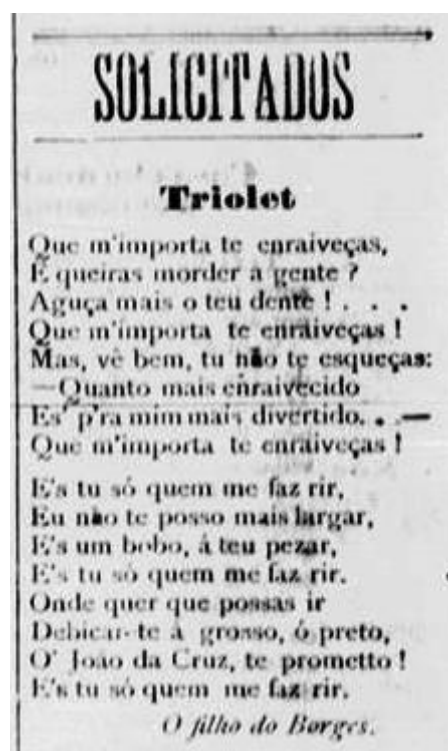 SOLICITADOS
Triolet
Que m'importa te enraiveças,
E queiras morder a gente ?
Aguça mais o teu dente ! . . .
Que m'importa te enraiveças !
Mas, vê bem, tu não te esqueças:
—Quanto mais enraivecido
Es' p'ra mim mais divertido. . .—
Que m'importa te enraiveças !
E's tu só quem me faz rir,
Eu não te posso mais largar,
E's um bobo, á teu pezar,
E's tu só quem me faz rir.
Onde quer que possas ir
Debicar-te á grosso, ó preto,
O' João da Cruz, te prometto !
E's tu só quem me faz rir.
O filho do Borges.